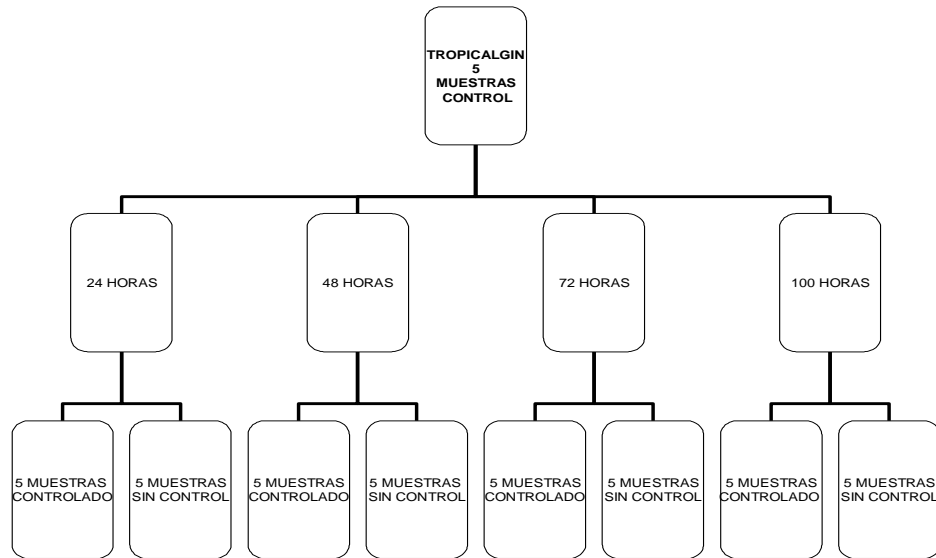 TROPICALGIN
5
MUESTRAS
CONTROL
24 HORAS
48 HORAS
72 HORAS
100 HORAS
5 MUESTRAS
CONTROLADO
5 MUESTRAS
SIN CONTROL
5 MUESTRAS
CONTROLADO
5 MUESTRAS
SIN CONTROL
5 MUESTRAS
CONTROLADO
5 MUESTRAS
SIN CONTROL
5 MUESTRAS
CONTROLADO
5 MUESTRAS
SIN CONTROL